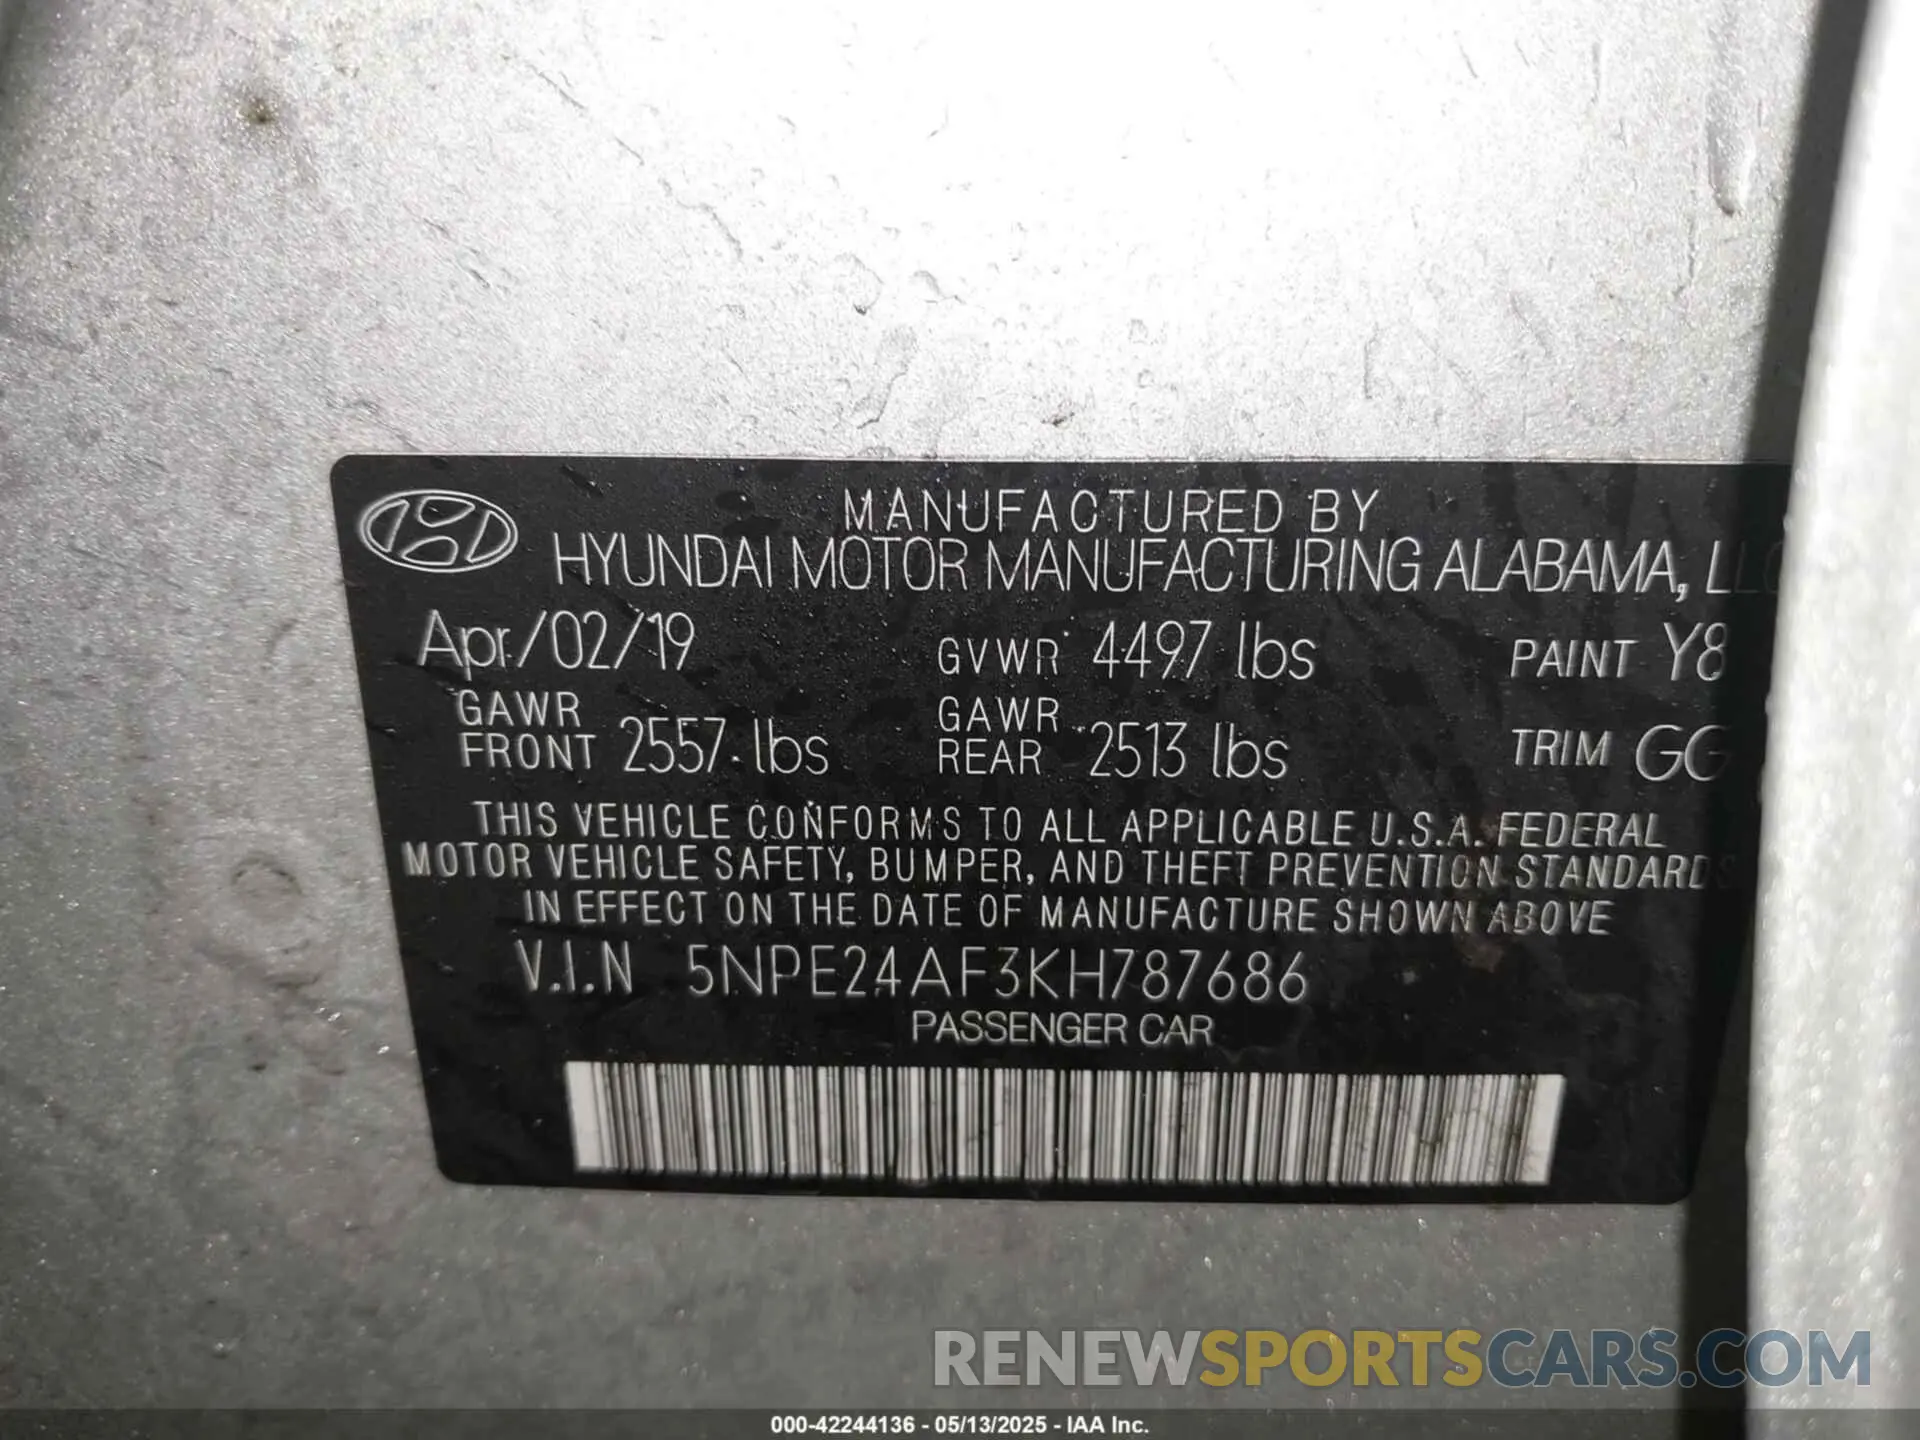 MANUFACTURED BY
HYUNDAI MOTOR MANUFACTURING ALABAMA, LLC
Apr/02/19 GVWR 4497 lbs PAINT Y8
GAWR FRONT 2557 lbs GAWR REAR 2513 lbs TRIM GG
THIS VEHICLE CONFORMS TO ALL APPLICABLE U.S.A. FEDERAL
MOTOR VEHICLE SAFETY, BUMPER, AND THEFT PREVENTION STANDARDS
IN EFFECT ON THE DATE OF MANUFACTURE SHOWN ABOVE
V.I.N 5NPE24AF3KH787686
PASSENGER CAR
RENEWSPORTSCARS.COM
000-42244136 - 05/13/2025 - IAA Inc.